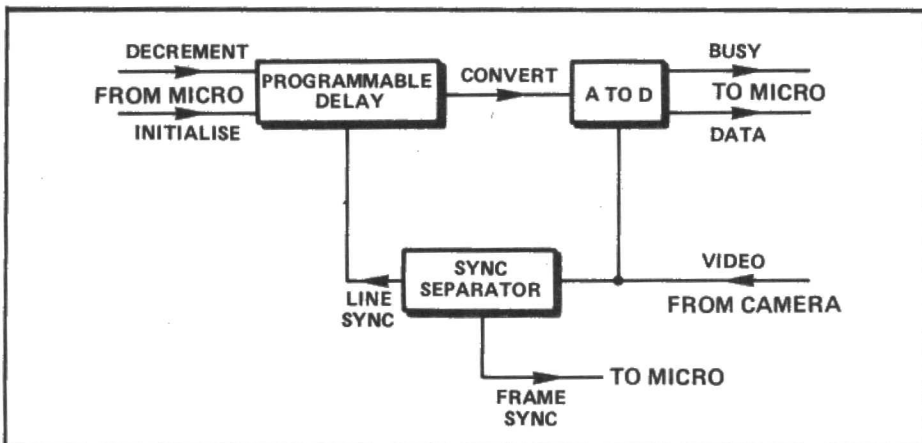 DECREMENT
FROM MICRO
INITIALISE
PROGRAMMABLE
DELAY
CONVERT
A TO D
BUSY
TO MICRO
DATA
SYNC
SEPARATOR
LINE
SYNC
VIDEO
FROM CAMERA
FRAME
SYNC
TO MICRO